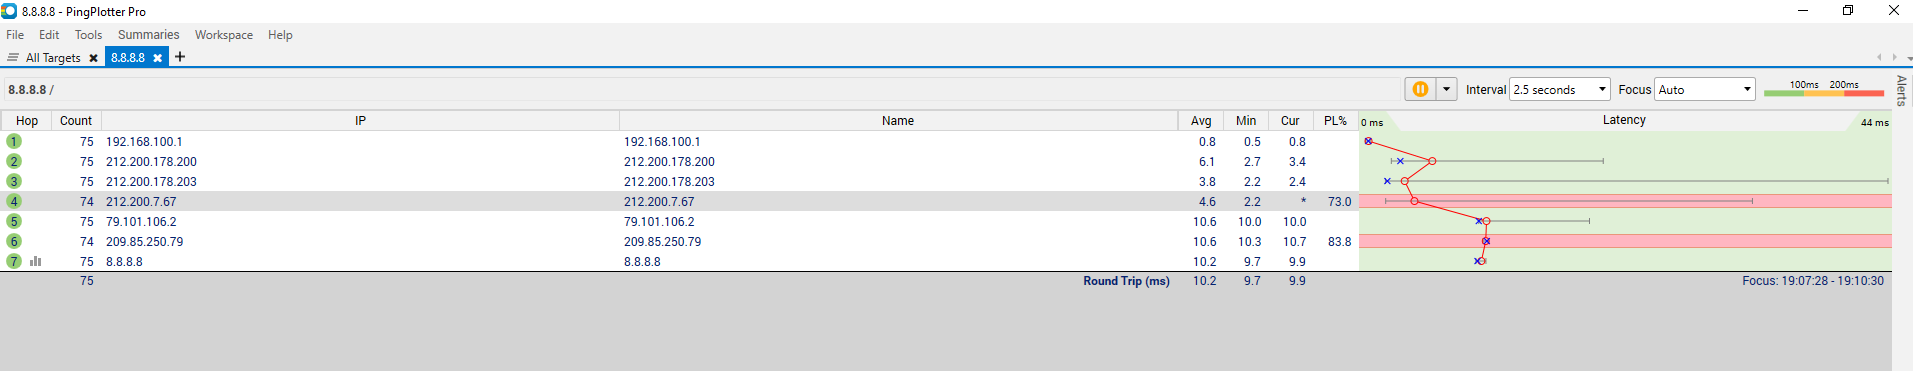 8.8.8.8 - PingPlotter Pro
File Edit Tools Summaries Workspace Help
All Targets 8.8.8.8
8.8.8.8 / Interval 2.5 seconds Focus Auto 100ms 200ms
Alerts
Hop Count IP Name Avg Min Cur PL% 0 ms Latency 44 ms
1 75 192.168.100.1 192.168.100.1 0.8 0.5 0.8
2 75 212.200.178.200 212.200.178.200 6.1 2.7 3.4
3 75 212.200.178.203 212.200.178.203 3.8 2.2 2.4
4 74 212.200.7.67 212.200.7.67 4.6 2.2 * 73.0
5 75 79.101.106.2 79.101.106.2 10.6 10.0 10.0
6 74 209.85.250.79 209.85.250.79 10.6 10.3 10.7 83.8
7 75 8.8.8.8 8.8.8.8 10.2 9.7 9.9
75 Round Trip (ms) 10.2 9.7 9.9 Focus: 19:07:28 - 19:10:30